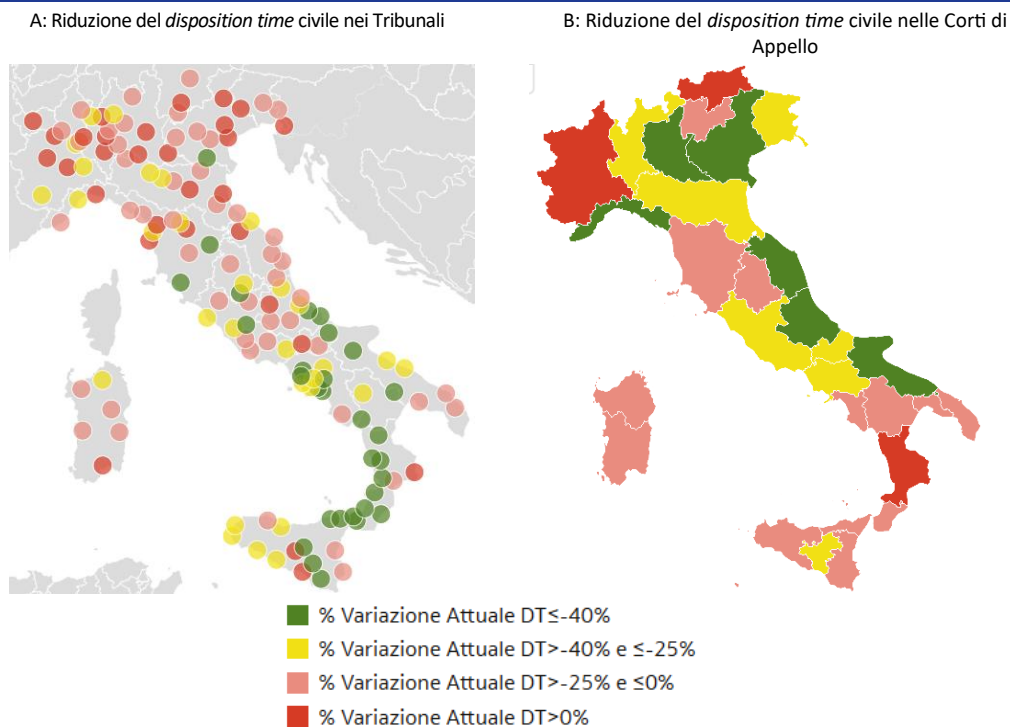 A: Riduzione del disposition time civile nei Tribunali
B: Riduzione del disposition time civile nelle Corti di
Appello
% Variazione Attuale DT≤-40%
% Variazione Attuale DT>-40% e ≤-25%
% Variazione Attuale DT>-25% e ≤0%
% Variazione Attuale DT>0%